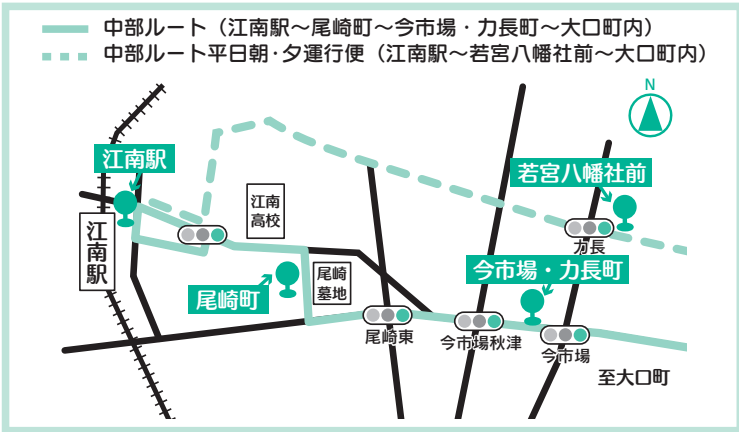 中部ルート（江南駅～尾崎町～今市場・力長町～大口町内）
中部ルート平日朝・夕運行便（江南駅～若宮八幡社前～大口町内）
N
江南駅
若宮八幡社前
江南
高校
江南駅
力長
今市場・力長町
尾崎町
尾崎
墓地
尾崎東
今市場秋津
今市場
至大口町